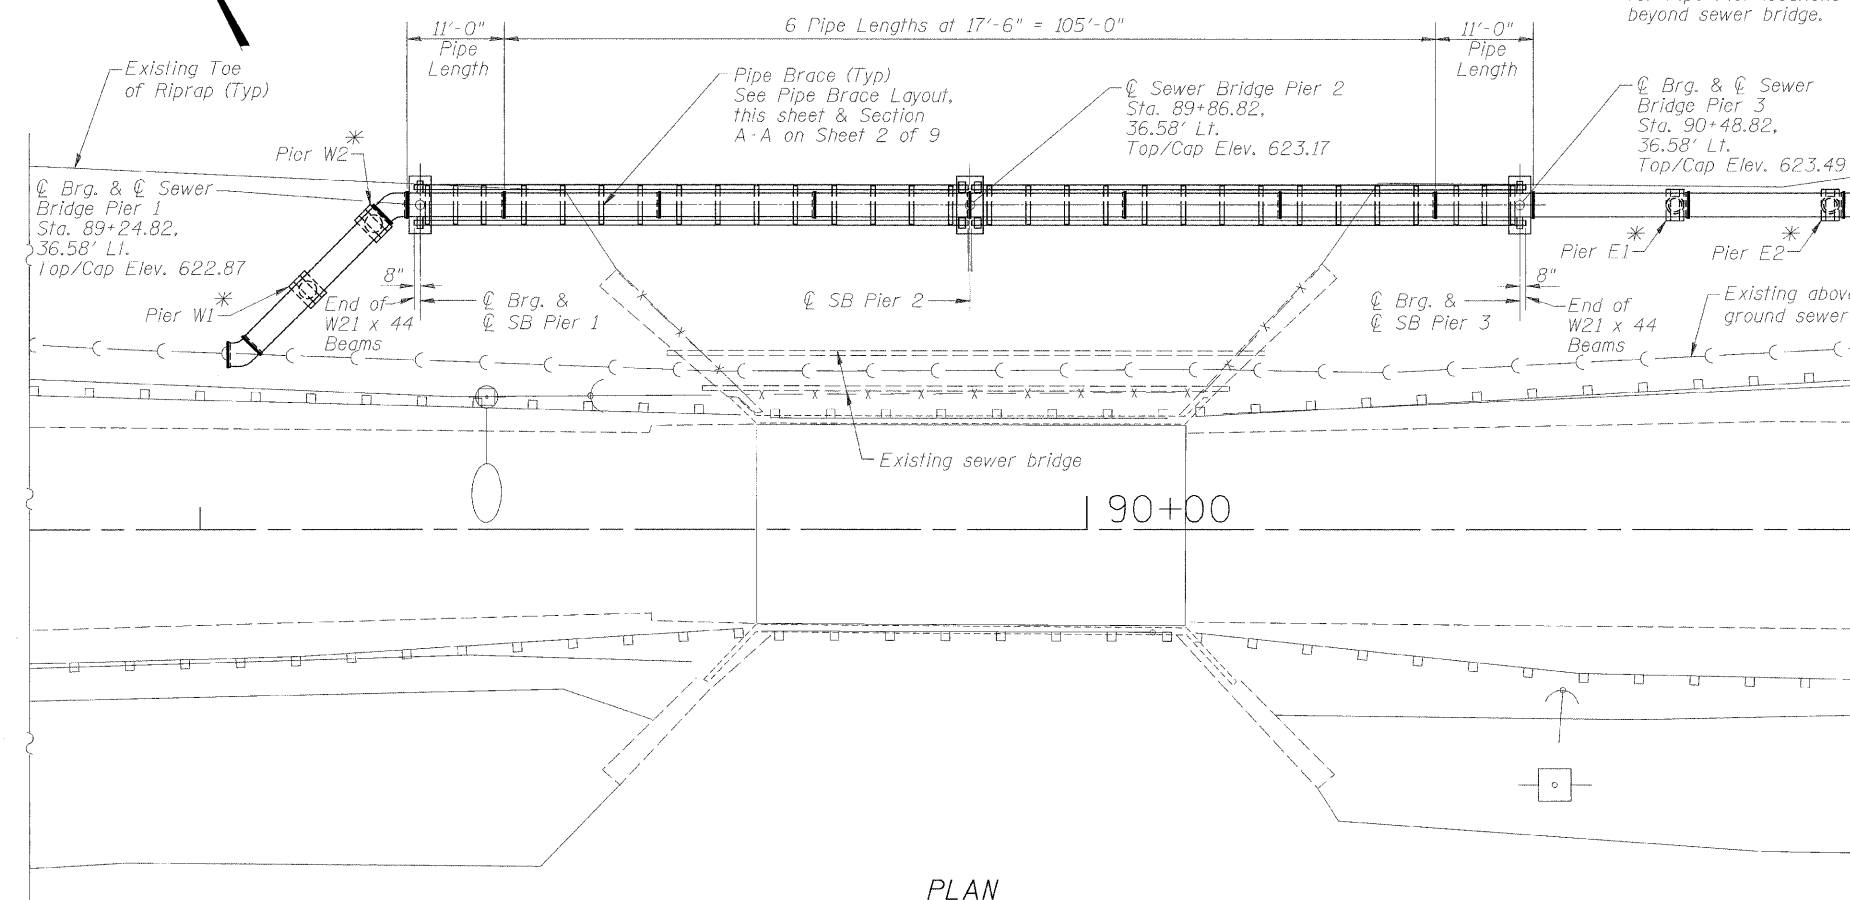 beyond sewer bridge.
11'-0"
Pipe
Length
6 Pipe Lengths at 17'-6" = 105'-0"
11'-0"
Pipe
Length
Existing Toe
of Riprap (Typ)
Pipe Brace (Typ)
See Pipe Brace Layout,
this sheet & Section
A-A on Sheet 2 of 9
℄ Sewer Bridge Pier 2
Sta. 89+86.82,
36.58' Lt.
Top/Cap Elev. 623.17
℄ Brg. & ℄ Sewer
Bridge Pier 3
Sta. 90+48.82,
36.58' Lt.
Top/Cap Elev. 623.49
*
Pier W2
℄ Brg. & ℄ Sewer
Bridge Pier 1
Sta. 89+24.82,
36.58' Lt.
Top/Cap Elev. 622.87
*
Pier W1
8"
End of
W21 x 44
Beams
℄ Brg. &
℄ SB Pier 1
℄ SB Pier 2
℄ Brg. &
℄ SB Pier 3
8"
End of
W21 x 44
Beams
*
Pier E1
*
Pier E2
Existing above
ground sewer
Existing sewer bridge
90+00
PLAN